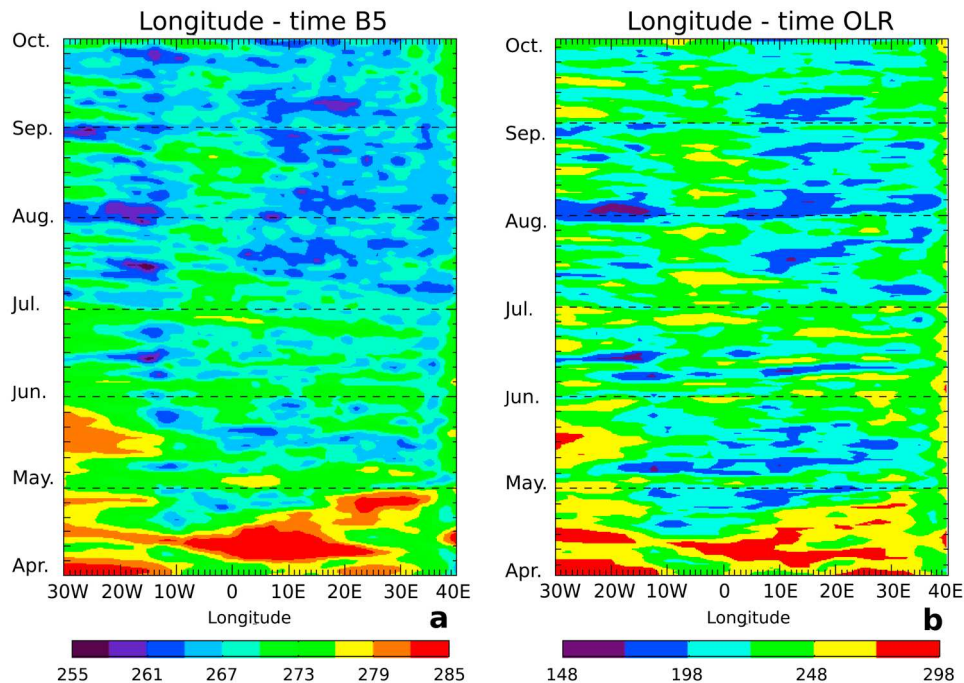 Longitude - time B5
Oct.
Sep.
Aug.
Jul.
Jun.
May.
Apr.
30W 20W 10W 0 10E 20E 30E 40E
Longitude
a
255 261 267 273 279 285
Longitude - time OLR
Oct.
Sep.
Aug.
Jul.
Jun.
May.
Apr.
30W 20W 10W 0 10E 20E 30E 40E
Longitude
b
148 198 248 298